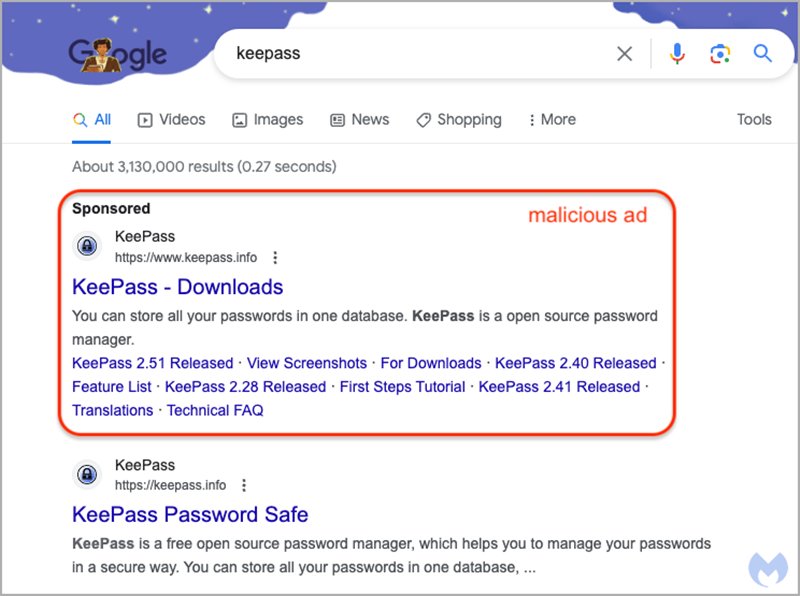 Google
keepass
All Videos Images News Shopping More Tools
About 3,130,000 results (0.27 seconds)
Sponsored
malicious ad
KeePass
https://www.keepass.info
KeePass - Downloads
You can store all your passwords in one database. KeePass is a open source password
manager.
KeePass 2.51 Released · View Screenshots · For Downloads · KeePass 2.40 Released ·
Feature List · KeePass 2.28 Released · First Steps Tutorial · KeePass 2.41 Released ·
Translations · Technical FAQ
KeePass
https://keepass.info
KeePass Password Safe
KeePass is a free open source password manager, which helps you to manage your passwords
in a secure way. You can store all your passwords in one database, ...